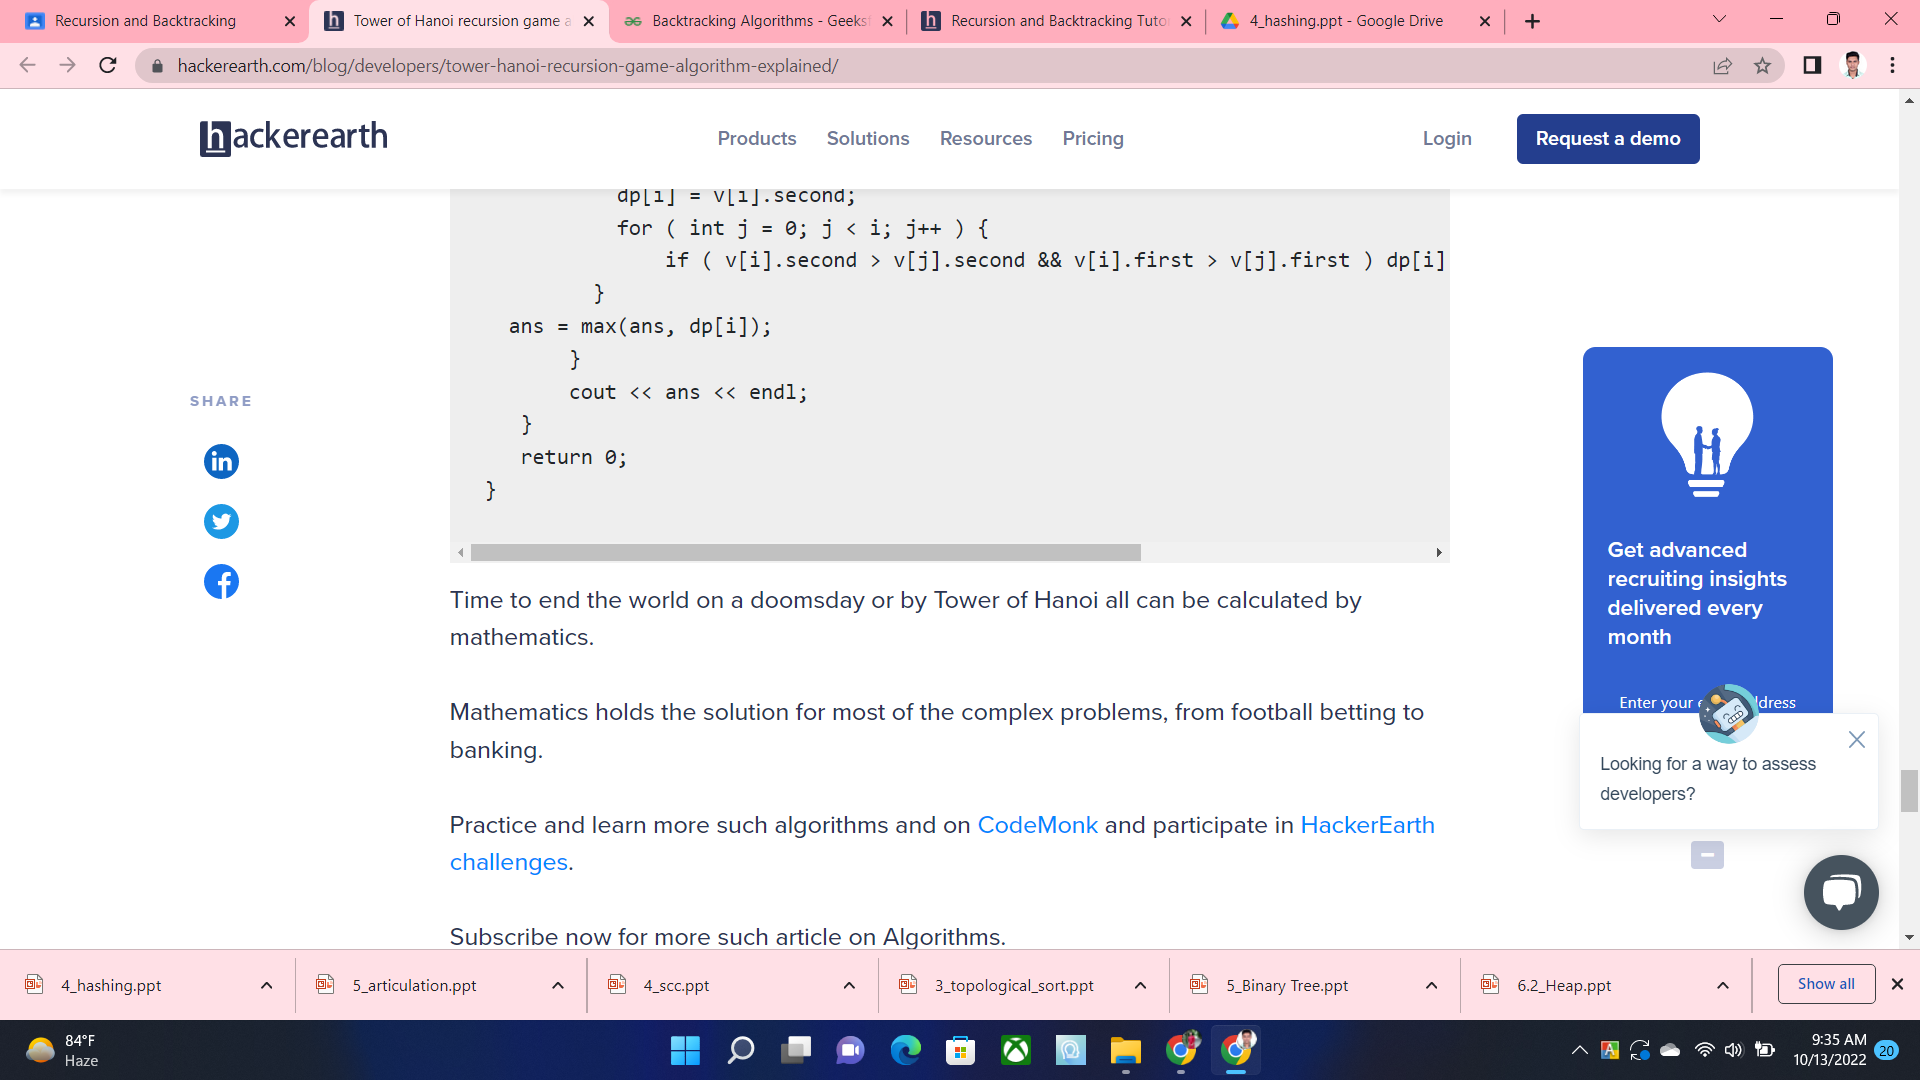 Recursion and Backtracking
Tower of Hanoi recursion game a
Backtracking Algorithms - Geeksf
Recursion and Backtracking Tuto
4_hashing.ppt - Google Drive
hackerearth.com/blog/developers/tower-hanoi-recursion-game-algorithm-explained/
hackerearth
Products
Solutions
Resources
Pricing
Login
Request a demo
dp[i] = v[i].second;
for ( int j = 0; j < i; j++ ) {
if ( v[i].second > v[j].second && v[i].first > v[j].first ) dp[i]
}
ans = max(ans, dp[i]);
}
cout << ans << endl;
}
return 0;
}
SHARE
Time to end the world on a doomsday or by Tower of Hanoi all can be calculated by
mathematics.
Mathematics holds the solution for most of the complex problems, from football betting to
banking.
Practice and learn more such algorithms and on CodeMonk and participate in HackerEarth
challenges.
Subscribe now for more such article on Algorithms.
Get advanced
recruiting insights
delivered every
month
Enter your e dress
Looking for a way to assess
developers?
4_hashing.ppt
5_articulation.ppt
4_scc.ppt
3_topological_sort.ppt
5_Binary Tree.ppt
6.2_Heap.ppt
Show all
84°F
Haze
9:35 AM
10/13/2022
20